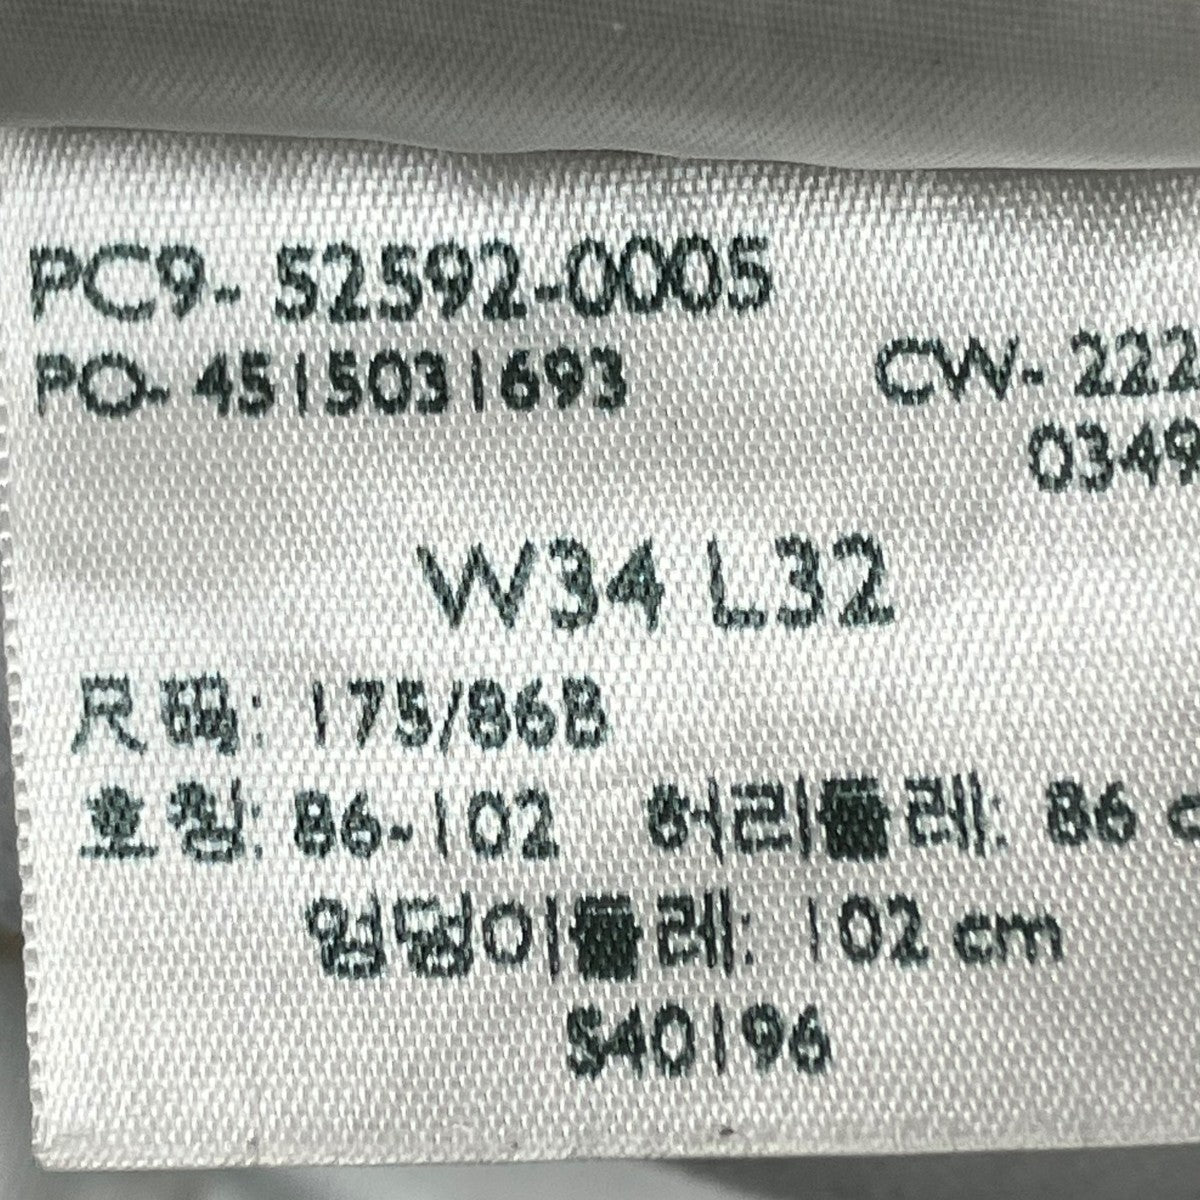 PC9- 52592-0005
PO- 4515031693 CW- 222
0349
W34 L32
尺码: 175/86B
호칭: 86-102 허리둘레: 86 c
엉덩이둘레: 102 cm
S40196